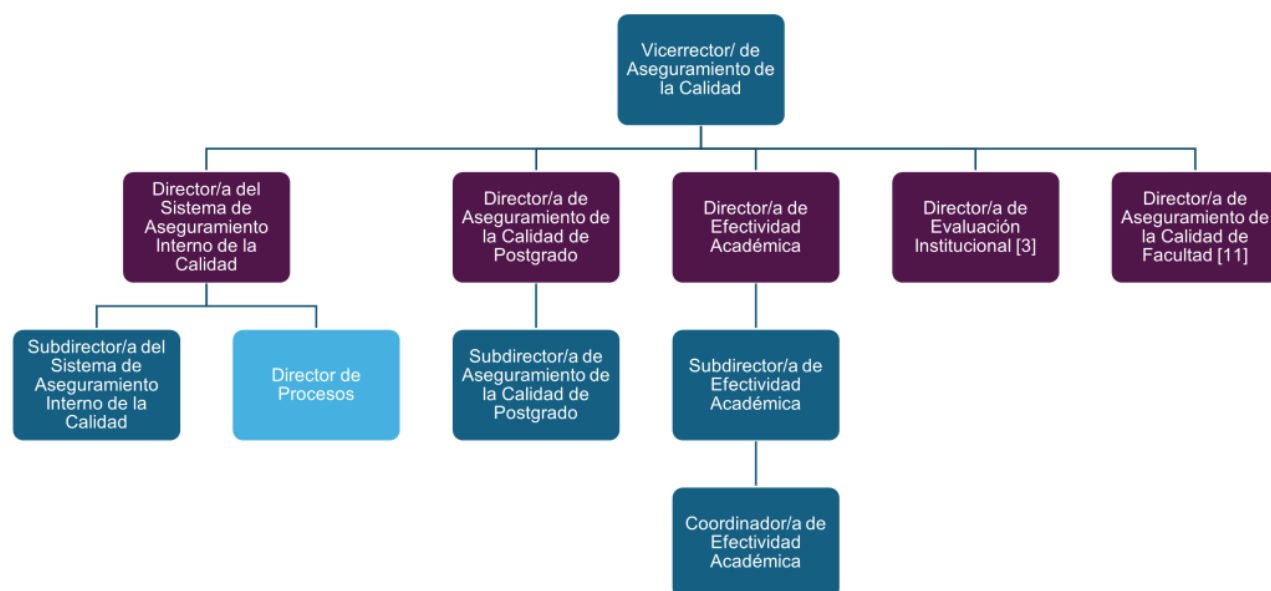 Vicerrector/ de
Aseguramiento de
la Calidad
Director/a del
Sistema de
Aseguramiento
Interno de la
Calidad
Director/a de
Aseguramiento de
la Calidad de
Postgrado
Director/a de
Efectividad
Académica
Director/a de
Evaluación
Institucional [3]
Director/a de
Aseguramiento de
la Calidad de
Facultad [11]
Subdirector/a del
Sistema de
Aseguramiento
Interno de la
Calidad
Director de
Procesos
Subdirector/a de
Aseguramiento de
la Calidad de
Postgrado
Subdirector/a de
Efectividad
Académica
Coordinador/a de
Efectividad
Académica